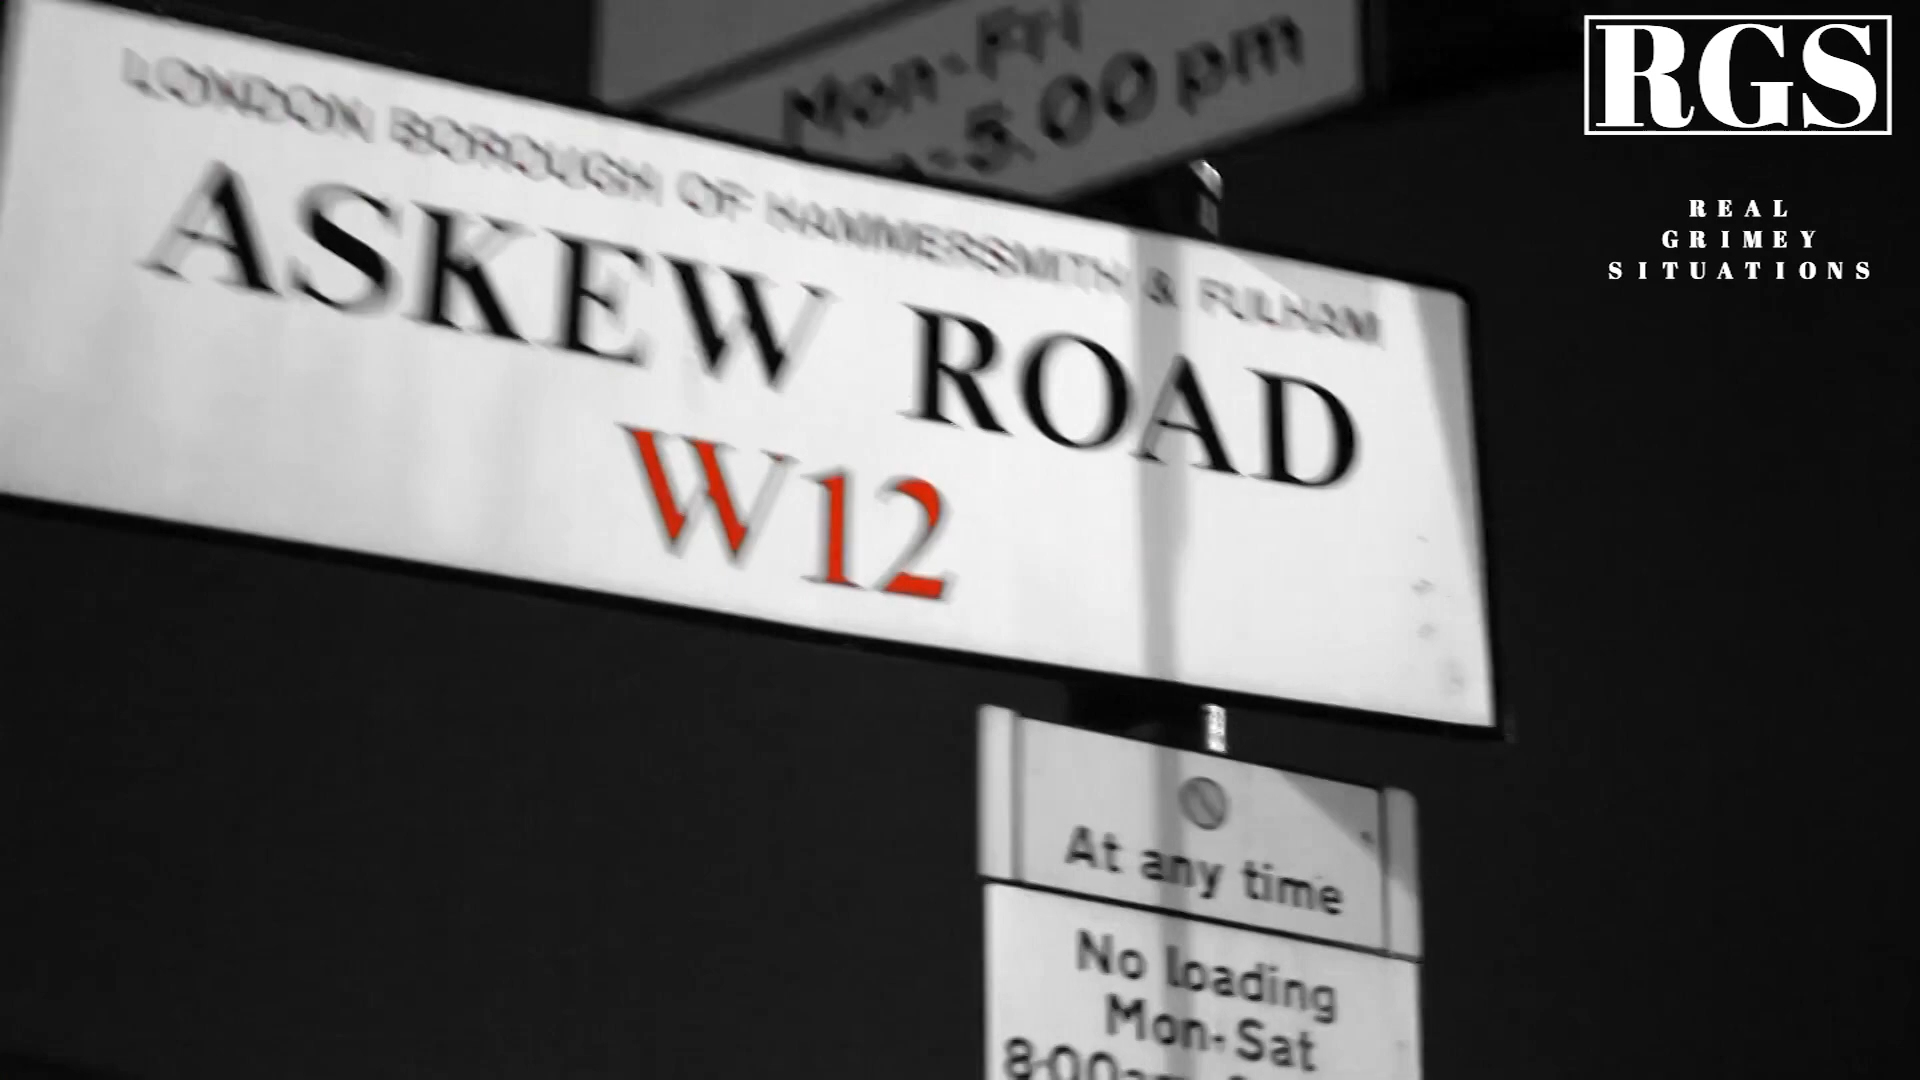 Mon-Fri
-5.00 pm
LONDON BOROUGH OF HAMMERSMITH & FULHAM
ASKEW ROAD
W12
At any time
No loading
Mon-Sat
RGS
REAL
GRIMEY
SITUATIONS